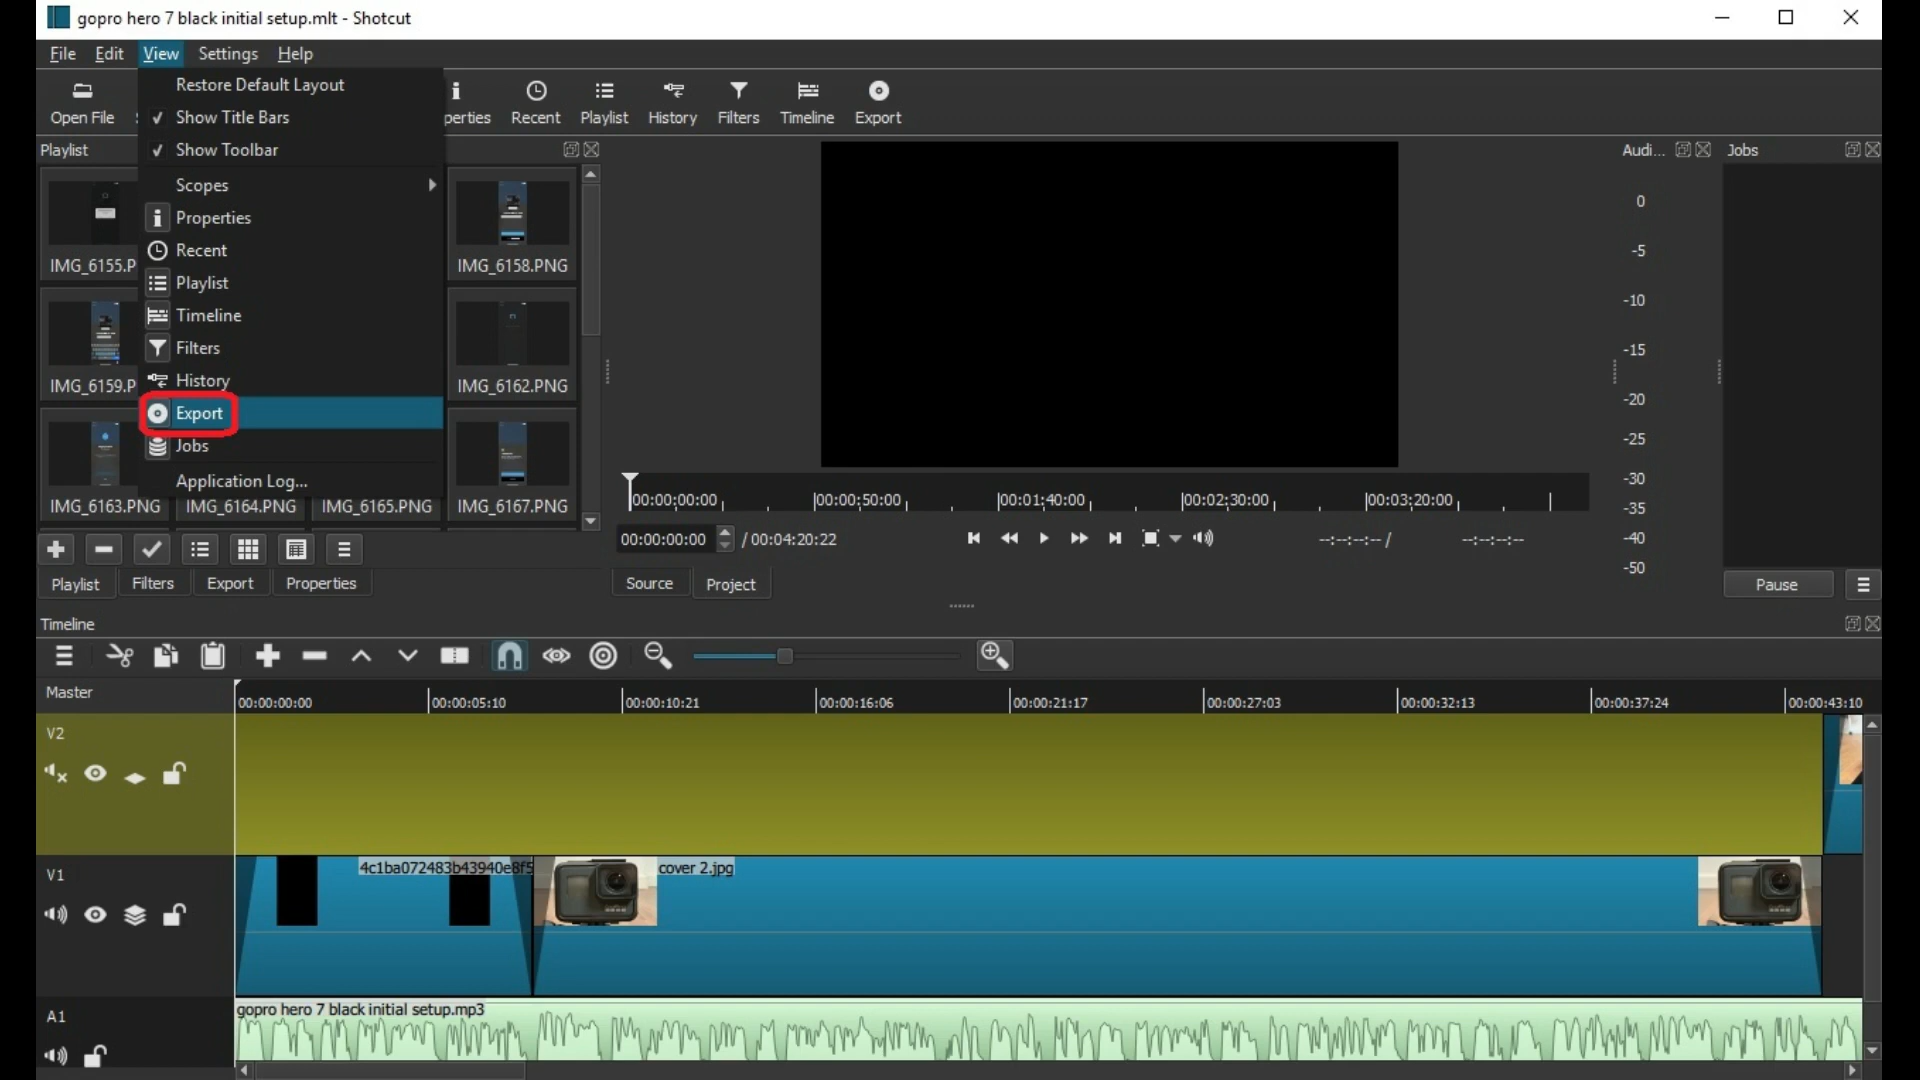 gopro hero 7 black initial setup.mlt - Shotcut
File Edit View Settings Help
Restore Default Layout
Show Title Bars
Show Toolbar
Scopes
Properties
Recent
Playlist
Timeline
Filters
History
Export
Jobs
Application Log...
Open File perties Recent Playlist History Filters Timeline Export
Playlist
IMG_6155.P IMG_6158.PNG
IMG_6159.P IMG_6162.PNG
IMG_6163.PNG IMG_6164.PNG IMG_6165.PNG IMG_6167.PNG
Playlist Filters Export Properties
00:00:00:00 00:00:50:00 00:01:40:00 00:02:30:00 00:03:20:00
00:00:00:00 / 00:04:20:22 --:--:--:-- / --:--:--:--
Source Project
Audi... Jobs
0
-5
-10
-15
-20
-25
-30
-35
-40
-50
Pause
Timeline
Master
00:00:00:00 00:00:05:10 00:00:10:21 00:00:16:06 00:00:21:17 00:00:27:03 00:00:32:13 00:00:37:24 00:00:43:10
V2
V1
4c1ba072483b43940e8f5 cover 2.jpg
A1
gopro hero 7 black initial setup.mp3